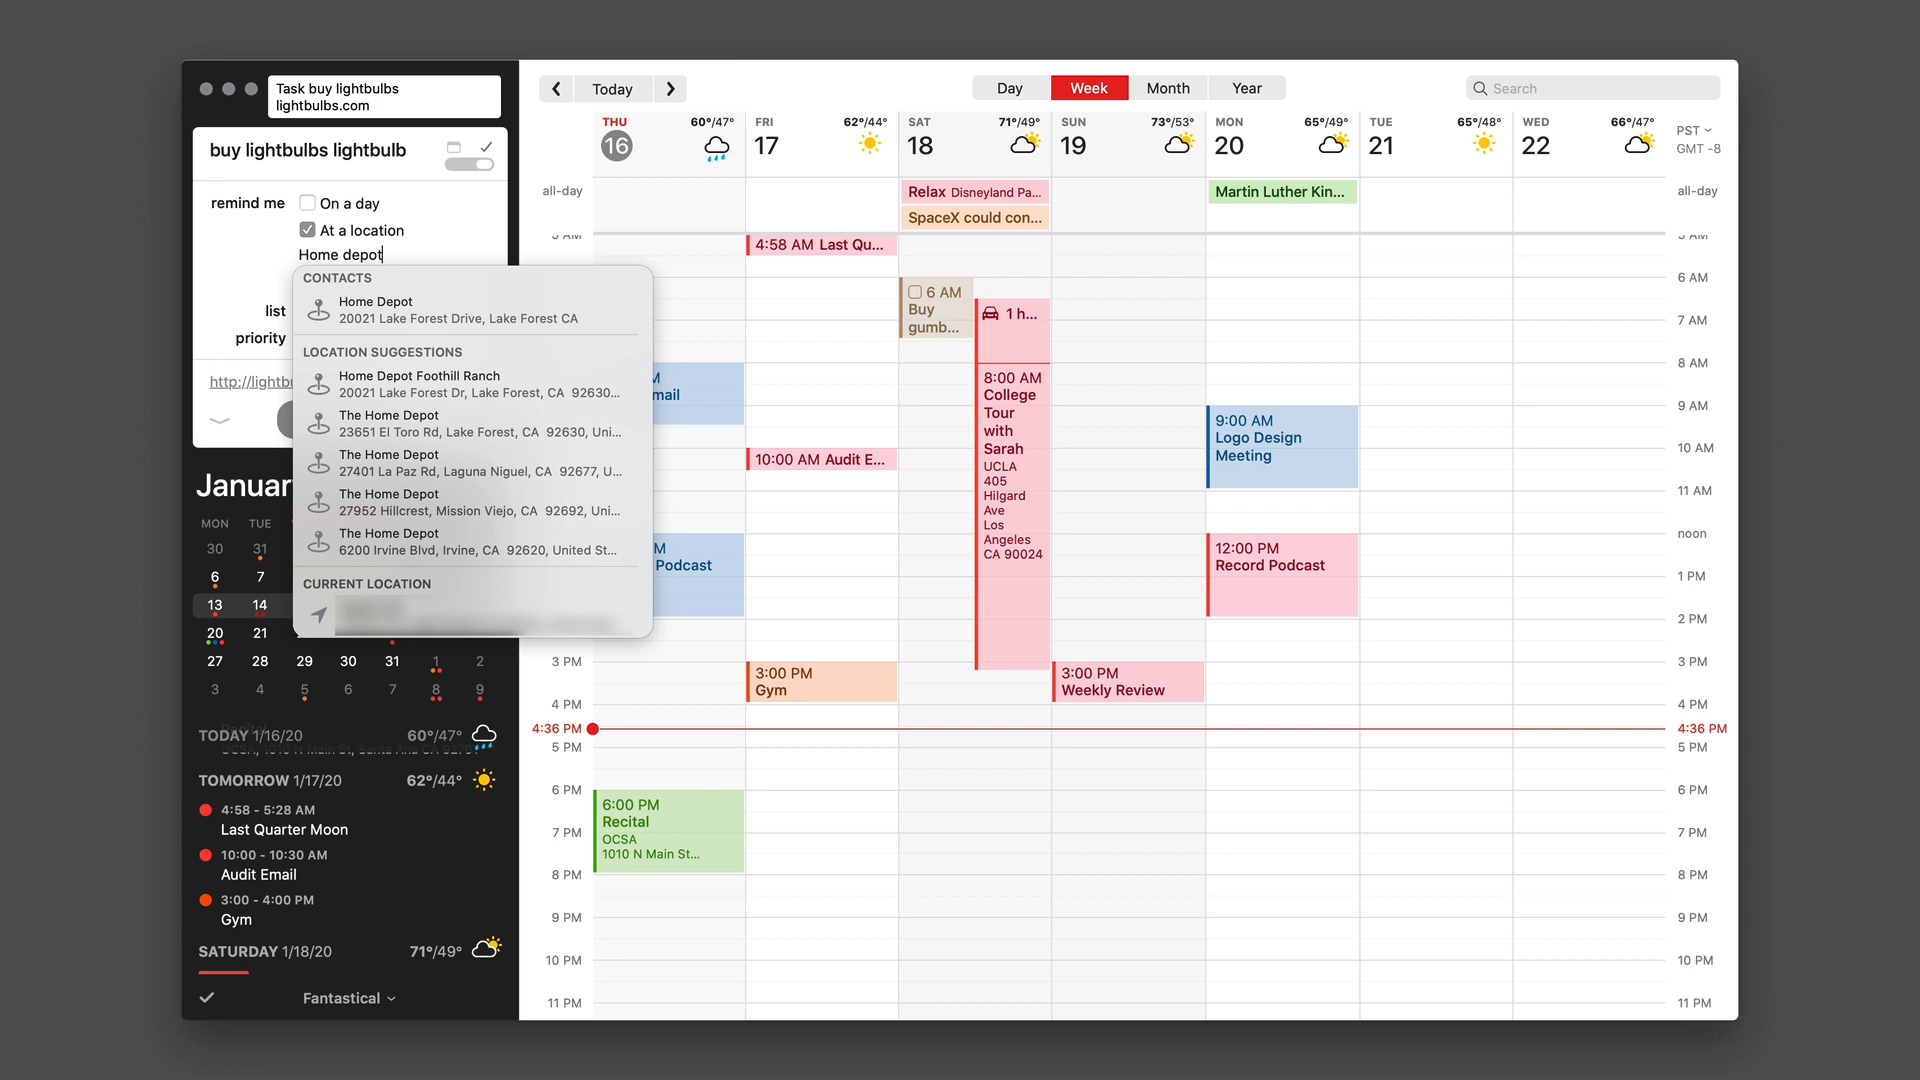 Task buy lightbulbs
lightbulbs.com
buy lightbulbs lightbulb
remind me
On a day
At a location
Home depot
list
priority
http://lightbu
CONTACTS
Home Depot
20021 Lake Forest Drive, Lake Forest CA
LOCATION SUGGESTIONS
Home Depot Foothill Ranch
20021 Lake Forest Dr, Lake Forest, CA 92630...
The Home Depot
23651 El Toro Rd, Lake Forest, CA 92630, Uni...
The Home Depot
27401 La Paz Rd, Laguna Niguel, CA 92677, U...
The Home Depot
27952 Hillcrest, Mission Viejo, CA 92692, Uni...
The Home Depot
6200 Irvine Blvd, Irvine, CA 92620, United St...
CURRENT LOCATION
Januar
MON TUE
30 31
6 7
13 14
20 21
27 28 29 30 31 1 2
3 4 5 6 7 8 9
Recital
TODAY 1/16/20 60°/47°
OCSA, 1010 N Main St, Santa Ana CA 9270
TOMORROW 1/17/20 62°/44°
4:58 - 5:28 AM
Last Quarter Moon
10:00 - 10:30 AM
Audit Email
3:00 - 4:00 PM
Gym
SATURDAY 1/18/20 71°/49°
Fantastical
Today
Day Week Month Year
Search
THU 60°/47°
16
FRI 62°/44°
17
SAT 71°/49°
18
SUN 73°/53°
19
MON 65°/49°
20
TUE 65°/48°
21
WED 66°/47°
22
PST
GMT -8
all-day
Relax Disneyland Pa...
SpaceX could con...
Martin Luther Kin...
all-day
M
mail
M
Podcast
6:00 PM
Recital
OCSA
1010 N Main St...
4:58 AM Last Qu...
10:00 AM Audit E...
3:00 PM
Gym
6 AM
Buy
gumb...
1 h...
8:00 AM
College
Tour
with
Sarah
UCLA
405
Hilgard
Ave
Los
Angeles
CA 90024
3:00 PM
Weekly Review
9:00 AM
Logo Design
Meeting
12:00 PM
Record Podcast
3 PM
4 PM
4:36 PM
5 PM
6 PM
7 PM
8 PM
9 PM
10 PM
11 PM
5 AM
6 AM
7 AM
8 AM
9 AM
10 AM
11 AM
noon
1 PM
2 PM
3 PM
4 PM
4:36 PM
5 PM
6 PM
7 PM
8 PM
9 PM
10 PM
11 PM